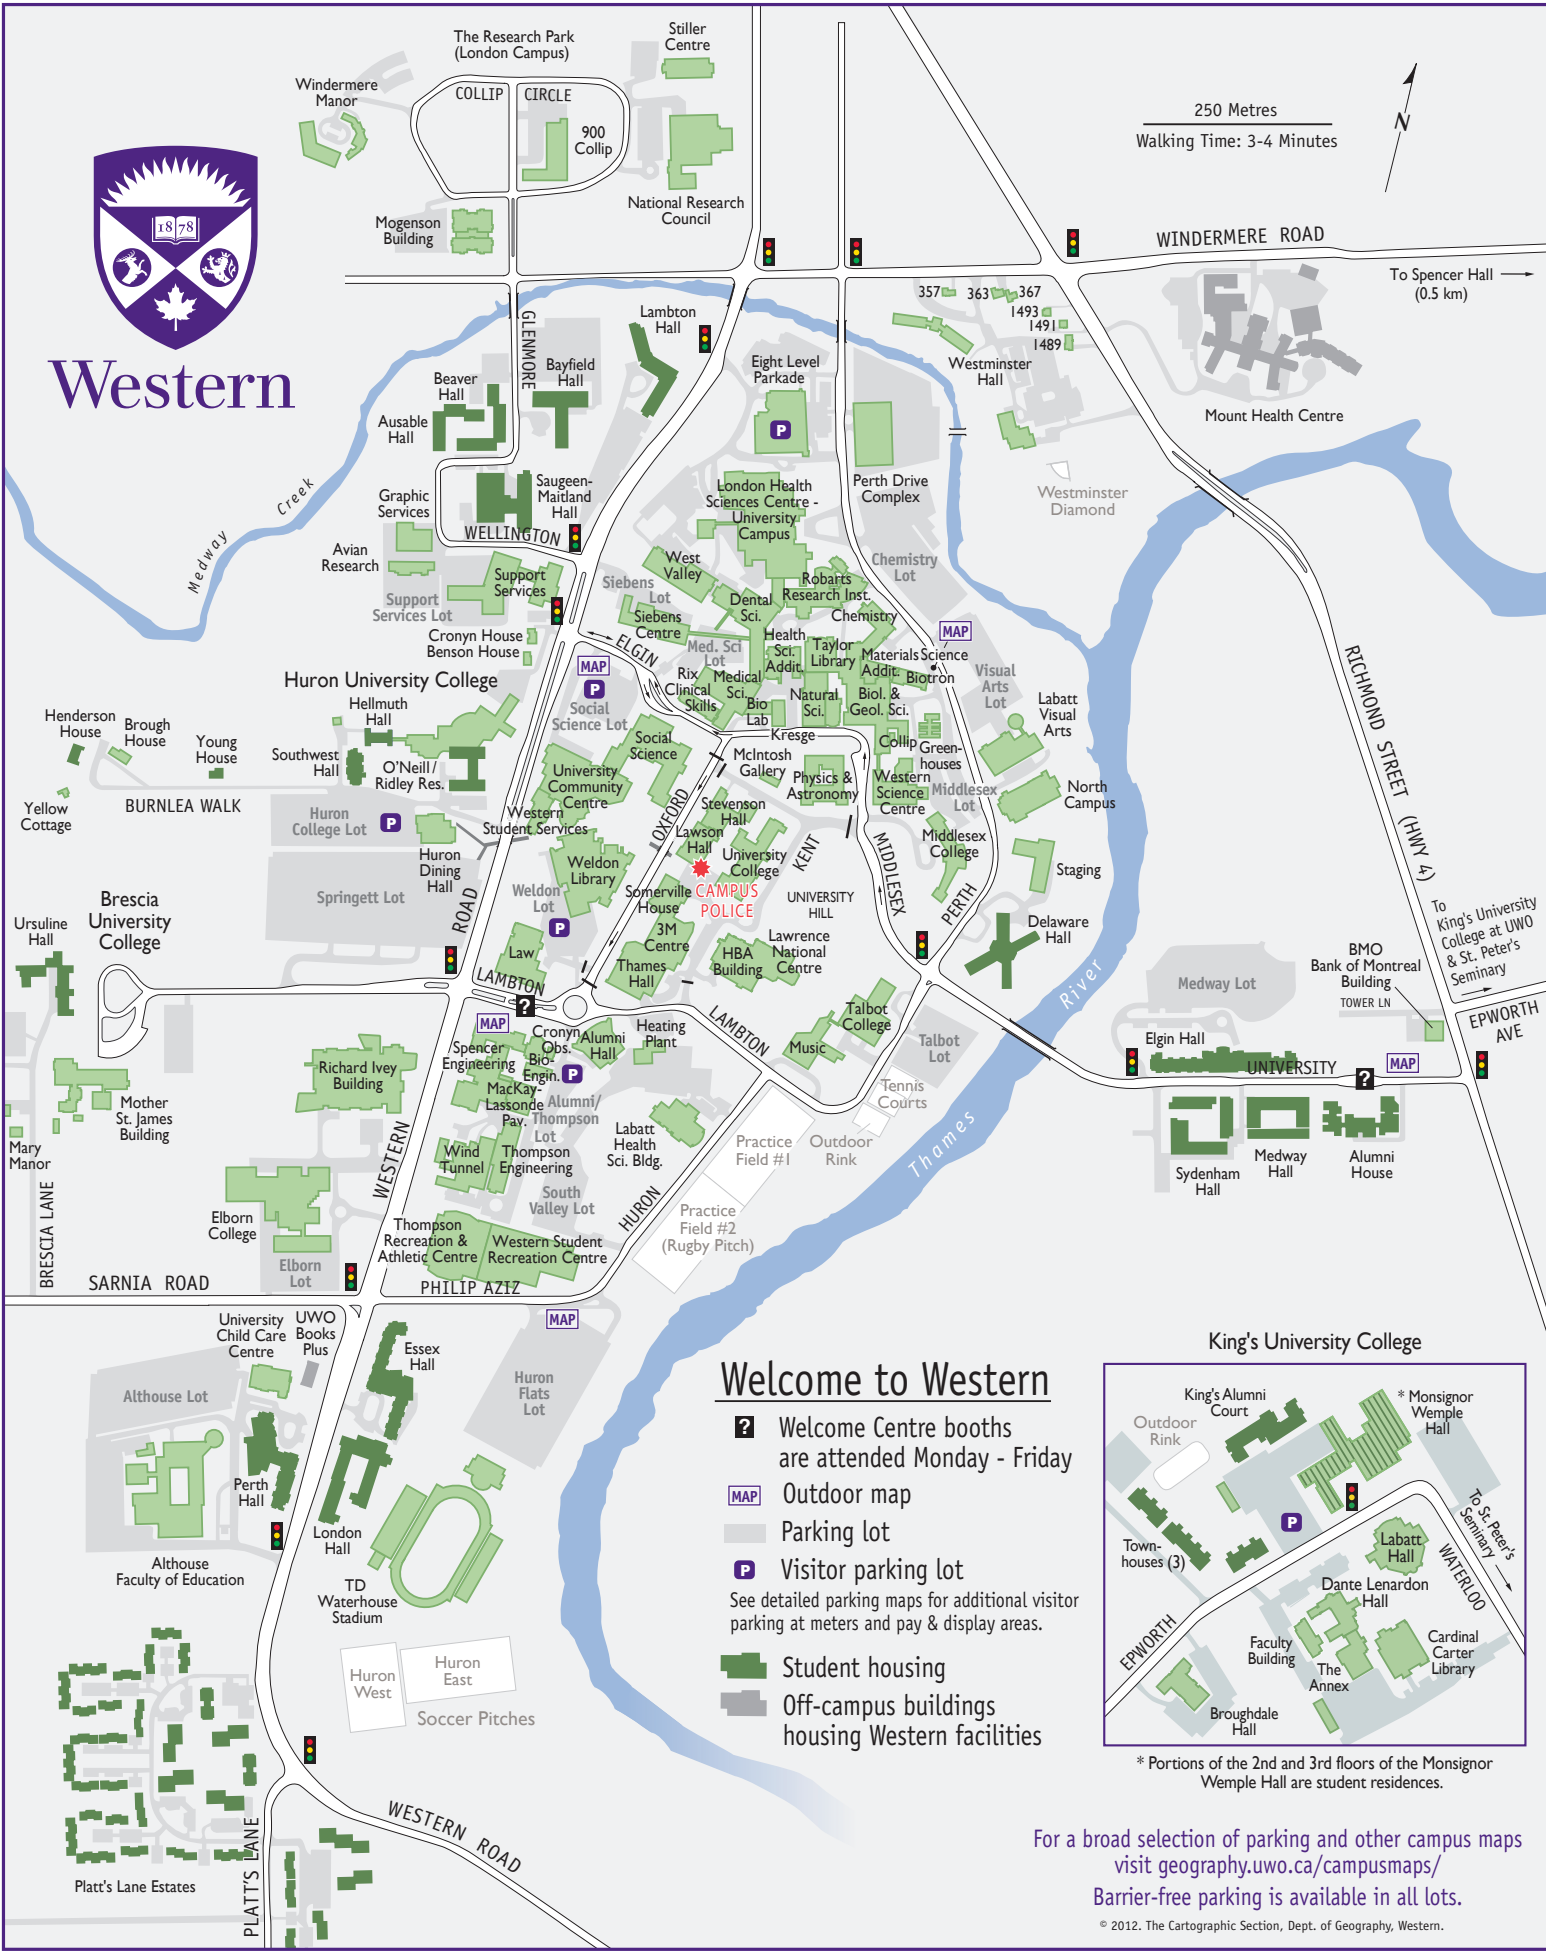 The Research Park
(London Campus)
Stiller
Centre
Windermere
Manor
COLLIP
CIRCLE
900
Collip
250 Metres
Walking Time: 3-4 Minutes
N
National Research
Council
Mogenson
Building
1878
Western
WINDERMERE ROAD
To Spencer Hall
(0.5 km)
357
363
367
1493
1491
1489
GLENMORE
Lambton
Hall
Bayfield
Hall
Beaver
Hall
Ausable
Hall
Eight Level
Parkade
P
Westminster
Hall
Mount Health Centre
Medway
Creek
Graphic
Services
Saugeen-
Maitland
Hall
WELLINGTON
London Health
Sciences Centre -
University
Campus
Perth Drive
Complex
Westminster
Diamond
Avian
Research
Support
Services
Support
Services Lot
West
Valley
Siebens
Lot
Siebens
Centre
Robarts
Research Inst.
Dental
Sci.
Chemistry
Chemistry
Lot
Cronyn House
Benson House
ELGIN
MAP
P
Social
Science Lot
Med. Sci
Lot
Health
Sci.
Addit.
Taylor
Library
Materials Science
Addit.
Biotron
MAP
Visual
Arts
Lot
Huron University College
Hellmuth
Hall
Rix
Clinical
Skills
Medical
Sci.
Bio
Lab
Natural
Sci.
Biol. &
Geol. Sci.
Labatt
Visual
Arts
RICHMOND STREET (HWY 4)
Henderson
House
Brough
House
Young
House
Southwest
Hall
O'Neill/
Ridley Res.
Social
Science
Kresge
Collip
Green-
houses
McIntosh
Gallery
Physics &
Astronomy
Western
Science
Centre
Middlesex
Lot
North
Campus
Yellow
Cottage
BURNLEA WALK
Huron
College Lot
P
University
Community
Centre
Western
Student Services
OXFORD
Stevenson
Hall
Lawson
Hall
University
College
KENT
MIDDLESEX
Middlesex
College
Staging
Huron
Dining
Hall
Weldon
Library
Weldon
Lot
P
Somerville
House
CAMPUS
POLICE
UNIVERSITY
HILL
PERTH
Springett Lot
ROAD
Brescia
University
College
Ursuline
Hall
3M
Centre
Law
Thames
Hall
HBA
Building
Lawrence
National
Centre
Delaware
Hall
To
King's University
College at UWO
& St. Peter's
Seminary
BMO
Bank of Montreal
Building
TOWER LN
Medway Lot
River
LAMBTON
?
MAP
EPWORTH
AVE
Cronyn
Obs.
Alumni
Hall
Heating
Plant
LAMBTON
Talbot
College
Music
Talbot
Lot
Elgin Hall
UNIVERSITY
?
MAP
Spencer
Engineering
Bio-
Engin.
P
Richard Ivey
Building
MacKay-
Lassonde
Pav.
Alumni/
Thompson
Lot
Tennis
Courts
Mother
St. James
Building
Mary
Manor
Labatt
Health
Sci. Bldg.
Practice
Field #1
Outdoor
Rink
Thames
Wind
Tunnel
Thompson
Engineering
Sydenham
Hall
Medway
Hall
Alumni
House
WESTERN
South
Valley Lot
HURON
Practice
Field #2
(Rugby Pitch)
BRESCIA LANE
Elborn
College
Elborn
Lot
Thompson
Recreation &
Athletic Centre
Western Student
Recreation Centre
SARNIA ROAD
PHILIP AZIZ
MAP
University
Child Care
Centre
UWO
Books
Plus
Essex
Hall
Huron
Flats
Lot
Althouse Lot
Perth
Hall
London
Hall
Althouse
Faculty of Education
TD
Waterhouse
Stadium
Huron
West
Huron
East
Soccer Pitches
Platt's Lane Estates
PLATT'S LANE
WESTERN ROAD
Welcome to Western
?
Welcome Centre booths
are attended Monday - Friday
MAP
Outdoor map
Parking lot
P
Visitor parking lot
See detailed parking maps for additional visitor
parking at meters and pay & display areas.
Student housing
Off-campus buildings
housing Western facilities
King's University College
King's Alumni
Court
* Monsignor
Wemple
Hall
Outdoor
Rink
P
To St. Peter's
Seminary
Town-
houses (3)
Labatt
Hall
WATERLOO
Dante Lenardon
Hall
EPWORTH
Faculty
Building
The
Annex
Cardinal
Carter
Library
Broughdale
Hall
* Portions of the 2nd and 3rd floors of the Monsignor
Wemple Hall are student residences.
For a broad selection of parking and other campus maps
visit geography.uwo.ca/campusmaps/
Barrier-free parking is available in all lots.
© 2012. The Cartographic Section, Dept. of Geography, Western.